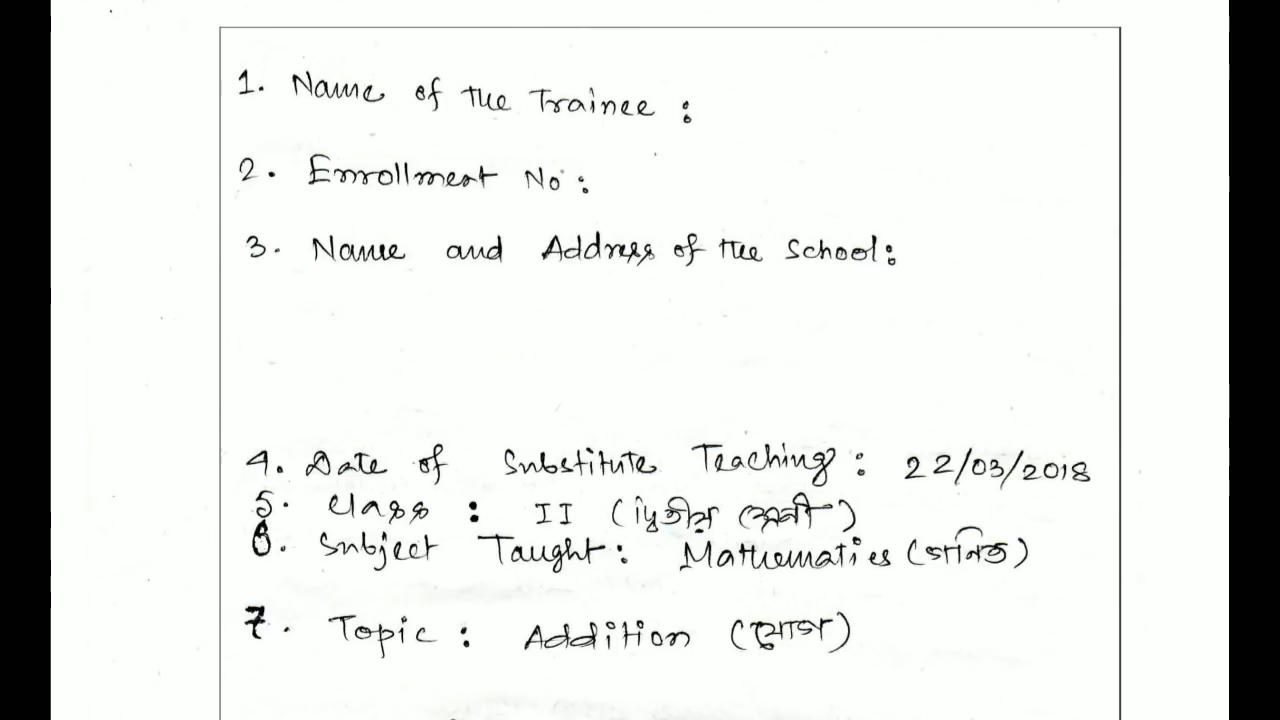 1. Name of the Trainee :
2. Enrollment No :
3. Name and Address of the School :
4. Date of Substitute Teaching : 22/03/2018
5. Class : II (দ্বিতীয় শ্রেনী)
6. Subject Taught : Mathematics (গনিত)
7. Topic : Addition (যোগ)